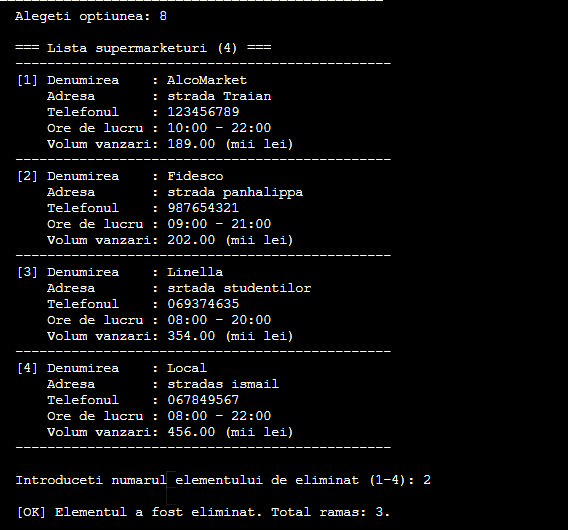 Alegeti optiunea: 8
=== Lista supermarketuri (4) ===
-----------------------------------------------
[1] Denumirea    : AlcoMarket
    Adresa       : strada Traian
    Telefonul    : 123456789
    Ore de lucru : 10:00 - 22:00
    Volum vanzari: 189.00 (mii lei)
-----------------------------------------------
[2] Denumirea    : Fidesco
    Adresa       : strada panhalippa
    Telefonul    : 987654321
    Ore de lucru : 09:00 - 21:00
    Volum vanzari: 202.00 (mii lei)
-----------------------------------------------
[3] Denumirea    : Linella
    Adresa       : srtada studentilor
    Telefonul    : 069374635
    Ore de lucru : 08:00 - 20:00
    Volum vanzari: 354.00 (mii lei)
-----------------------------------------------
[4] Denumirea    : Local
    Adresa       : stradas ismail
    Telefonul    : 067849567
    Ore de lucru : 08:00 - 22:00
    Volum vanzari: 456.00 (mii lei)
-----------------------------------------------
Introduceti numarul elementului de eliminat (1-4): 2
[OK] Elementul a fost eliminat. Total ramas: 3.